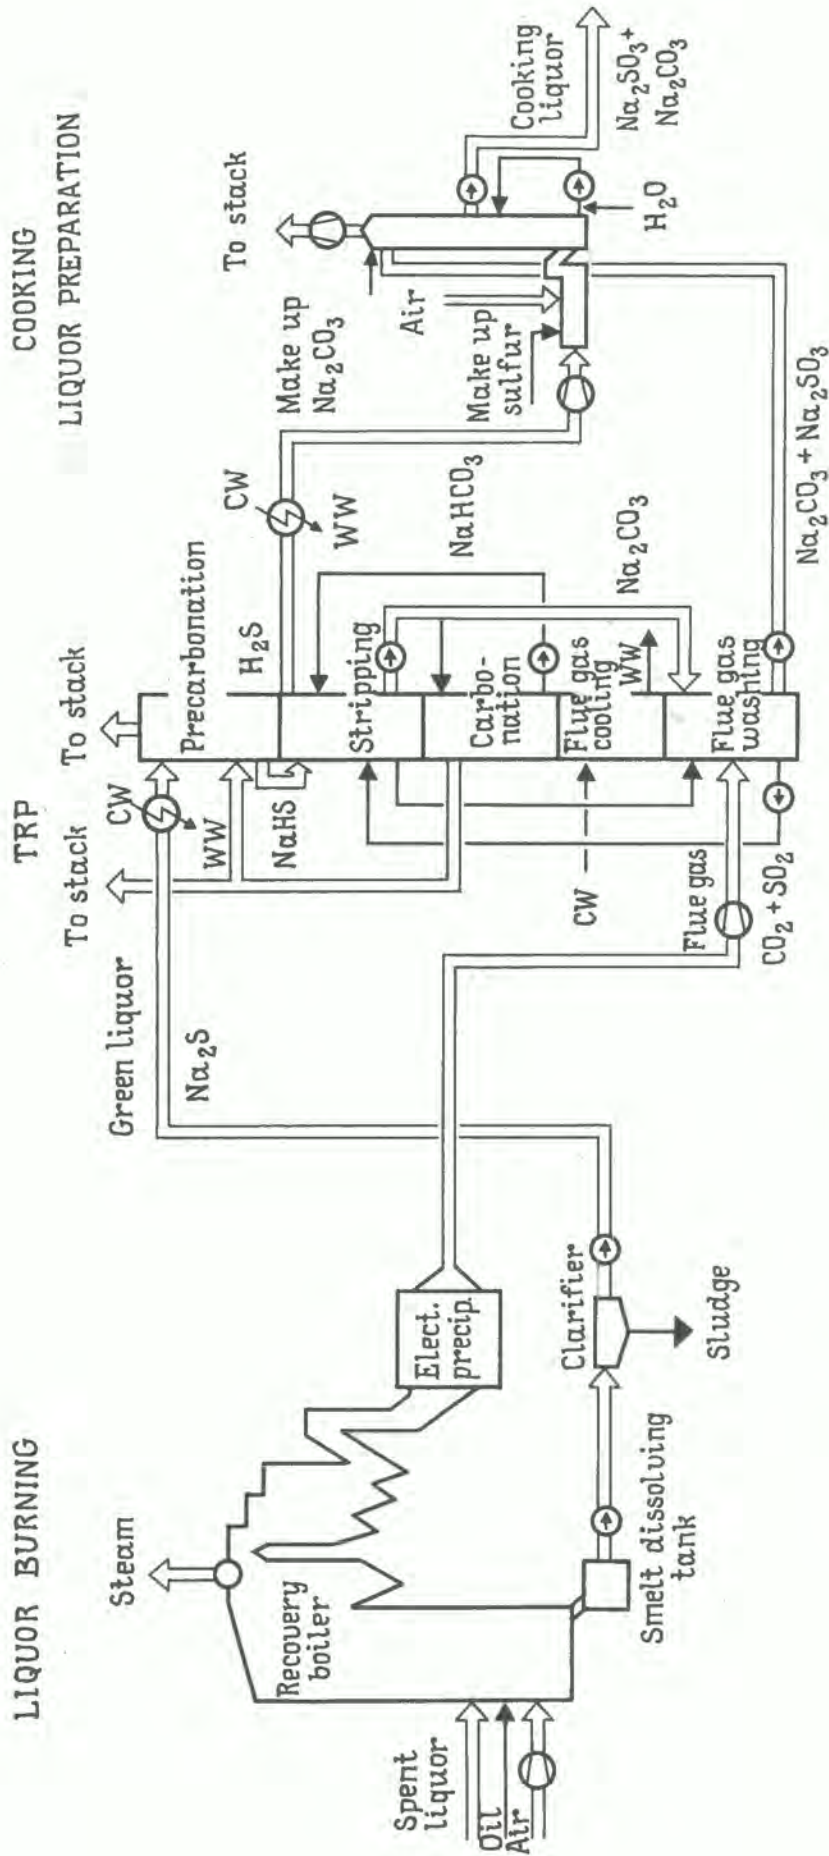 LIQUOR BURNING
TRP
COOKING
LIQUOR PREPARATION
Steam
Recovery
boiler
Spent
liquor
Oil
Air
Elect.
precip.
Smelt dissolving
tank
Clarifier
Sludge
Green liquor
Na₂S
To stack
To stack
CW
WW
NaHS
CW
Flue gas
CO₂ + SO₂
Precarbonation
Stripping
Carbo-
nation
Flue gas
cooling
WW
Flue gas
washing
H₂S
CW
WW
NaHCO₃
Na₂CO₃
Na₂CO₃ + Na₂SO₃
Make up
Na₂CO₃
Air
Make up
sulfur
To stack
H₂O
Cooking
liquor
Na₂SO₃+
Na₂CO₃